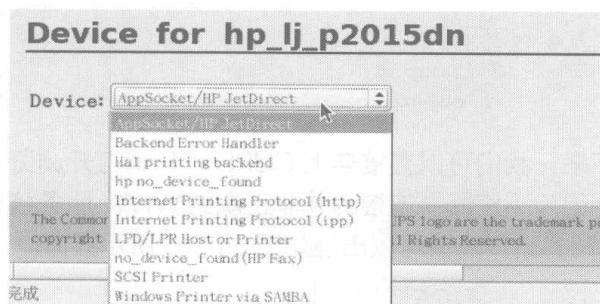 Device for hp_lj_p2015dn
Device: AppSocket/HP JetDirect
AppSocket/HP JetDirect
Backend Error Handler
Hal printing backend
hp no_device_found
Internet Printing Protocol (http)
Internet Printing Protocol (ipp)
LPD/LPR Host or Printer
no_device_found (HP Fax)
SCSI Printer
Windows Printer via SAMBA
The Common
UPS logo are the trademark
copyright
Rights Reserved.
完成